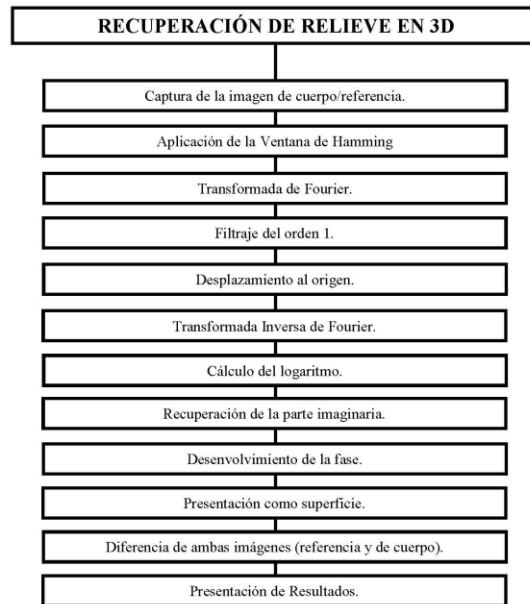 RECUPERACIÓN DE RELIEVE EN 3D
Captura de la imagen de cuerpo/referencia.
Aplicación de la Ventana de Hamming
Transformada de Fourier.
Filtraje del orden 1.
Desplazamiento al origen.
Transformada Inversa de Fourier.
Cálculo del logaritmo.
Recuperación de la parte imaginaria.
Desenvolvimiento de la fase.
Presentación como superficie.
Diferencia de ambas imágenes (referencia y de cuerpo).
Presentación de Resultados.